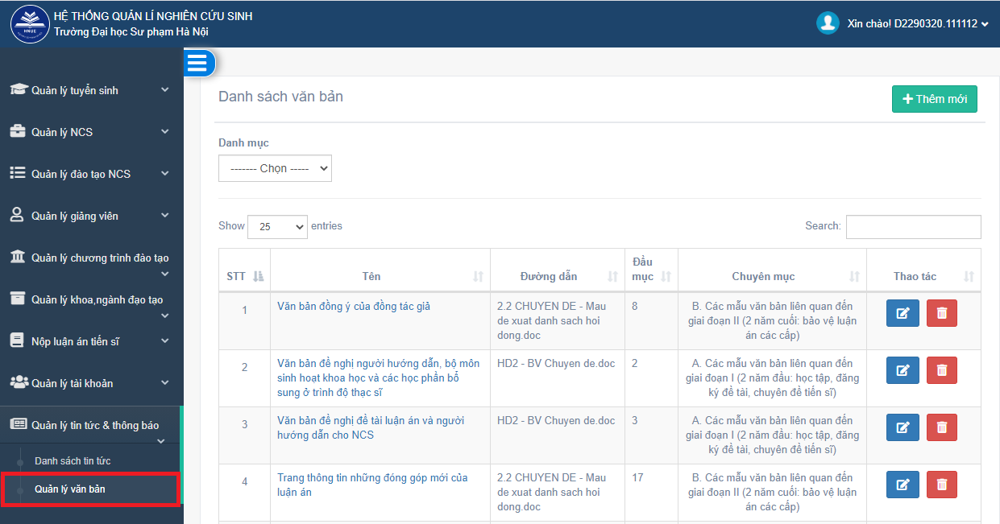 HỆ THỐNG QUẢN LÍ NGHIÊN CỨU SINH
Trường Đại học Sư phạm Hà Nội
HNUE
Xin chào! D2290320.111112
Quản lý tuyển sinh
Quản lý NCS
Quản lý đào tạo NCS
Quản lý giảng viên
Quản lý chương trình đào tạo
Quản lý khoa,ngành đạo tạo
Nộp luận án tiến sĩ
Quản lý tài khoản
Quản lý tin tức & thông báo
Danh sách tin tức
Quản lý văn bản
Danh sách văn bản
Thêm mới
Danh mục
------- Chọn -----
Show 25 entries
Search:
STT Tên Đường dẫn Đầu mục Chuyên mục Thao tác
1
Văn bản đồng ý của đồng tác giả
2.2 CHUYEN DE - Mau
de xuat danh sach hoi
dong.doc
8
B. Các mẫu văn bản liên quan đến
giai đoạn II (2 năm cuối: bảo vệ luận
án các cấp)
2
Văn bản đề nghị người hướng dẫn, bộ môn
sinh hoạt khoa học và các học phần bổ
sung ở trình độ thạc sĩ
HD2 - BV Chuyen de.doc
2
A. Các mẫu văn bản liên quan đến
giai đoạn I (2 năm đầu: học tập, đăng
ký đề tài, chuyên đề tiến sĩ)
3
Văn bản đề nghị đề tài luận án và người
hướng dẫn cho NCS
HD2 - BV Chuyen de.doc
3
A. Các mẫu văn bản liên quan đến
giai đoạn I (2 năm đầu: học tập, đăng
ký đề tài, chuyên đề tiến sĩ)
4
Trang thông tin những đóng góp mới của
luận án
2.2 CHUYEN DE - Mau
de xuat danh sach hoi
dong.doc
17
B. Các mẫu văn bản liên quan đến
giai đoạn II (2 năm cuối: bảo vệ luận
án các cấp)